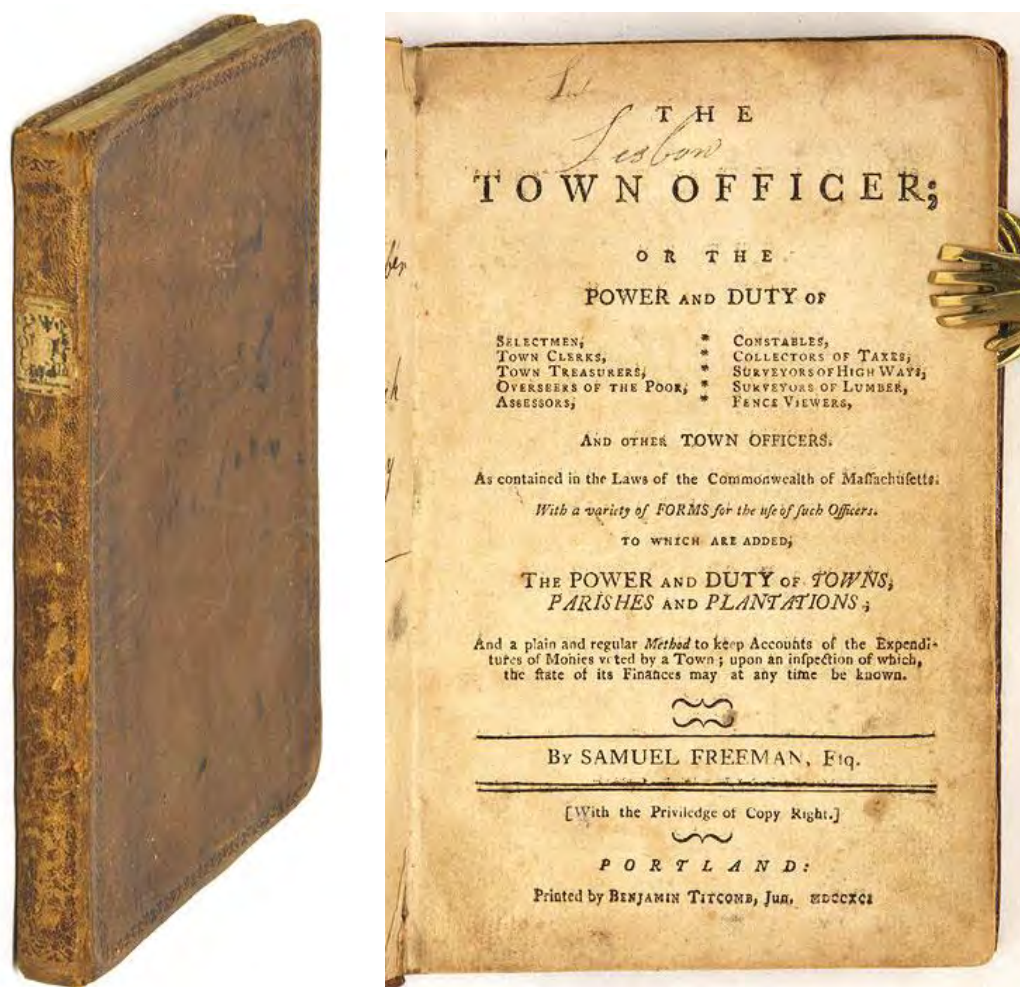 THE
Lisbon
TOWN OFFICER;
OR THE
POWER AND DUTY OF
SELECTMEN, * CONSTABLES,
TOWN CLERKS, * COLLECTORS OF TAXES,
TOWN TREASURERS, * SURVEYORS OF HIGH WAYS,
OVERSEERS OF THE POOR, * SURVEYORS OF LUMBER,
ASSESSORS, * FENCE VIEWERS,
AND OTHER TOWN OFFICERS.
As contained in the Laws of the Commonwealth of Maſſachuſetts.
With a variety of FORMS for the uſe of ſuch Officers.
TO WHICH ARE ADDED,
THE POWER AND DUTY OF TOWNS,
PARISHES AND PLANTATIONS;
And a plain and regular Method to keep Accounts of the Expendi-
tures of Monies voted by a Town; upon an inſpection of which,
the ſtate of its Finances may at any time be known.
By SAMUEL FREEMAN, Eſq.
[With the Priviledge of Copy Right.]
PORTLAND:
Printed by BENJAMIN TITCOMB, Jun. MDCCXCI